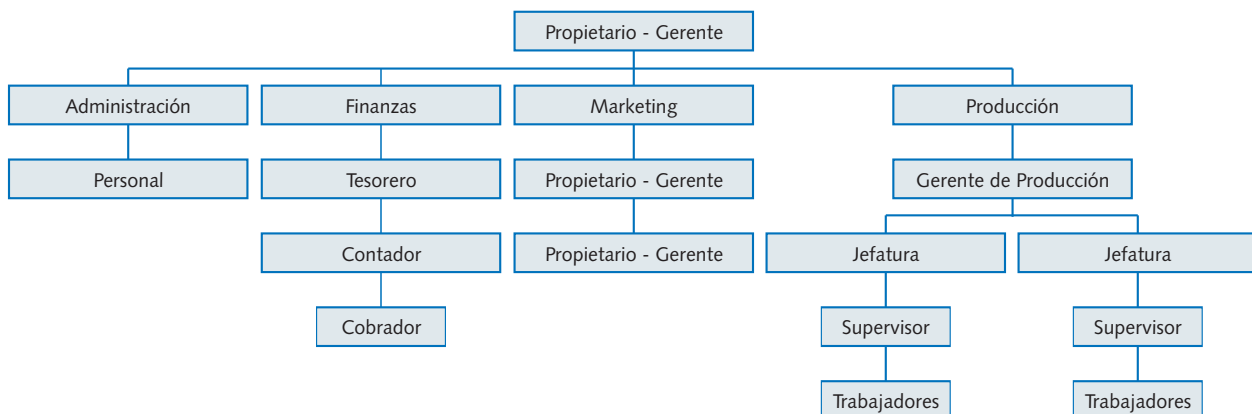 Propietario - Gerente
Administración
Finanzas
Marketing
Producción
Personal
Tesorero
Propietario - Gerente
Gerente de Producción
Contador
Propietario - Gerente
Jefatura
Jefatura
Cobrador
Supervisor
Supervisor
Trabajadores
Trabajadores